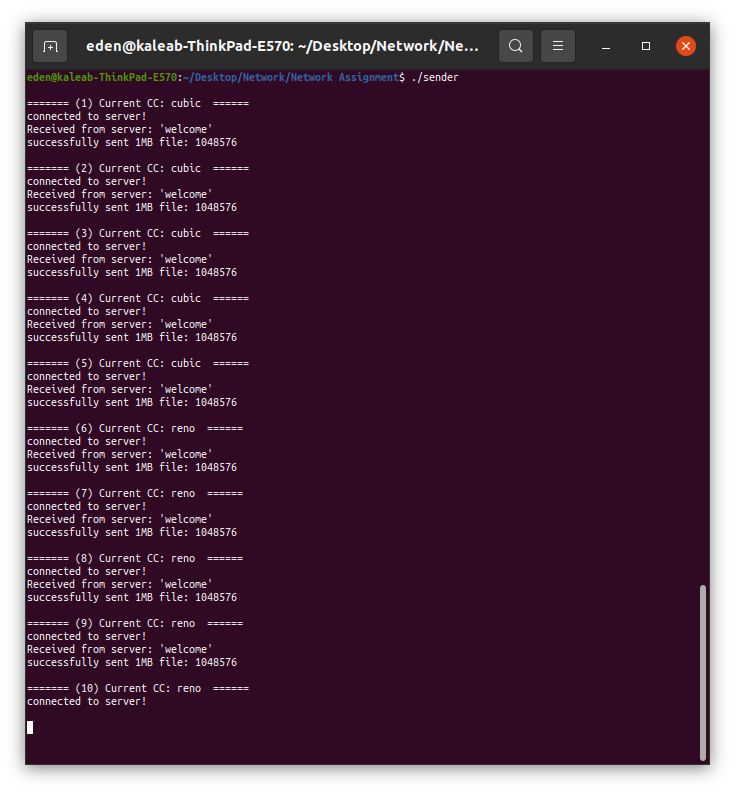 eden@kaleab-ThinkPad-E570: ~/Desktop/Network/Ne...
eden@kaleab-ThinkPad-E570:~/Desktop/Network/Network Assignment$ ./sender
======= (1) Current CC: cubic  ======
connected to server!
Received from server: 'welcome'
successfully sent 1MB file: 1048576
======= (2) Current CC: cubic  ======
connected to server!
Received from server: 'welcome'
successfully sent 1MB file: 1048576
======= (3) Current CC: cubic  ======
connected to server!
Received from server: 'welcome'
successfully sent 1MB file: 1048576
======= (4) Current CC: cubic  ======
connected to server!
Received from server: 'welcome'
successfully sent 1MB file: 1048576
======= (5) Current CC: cubic  ======
connected to server!
Received from server: 'welcome'
successfully sent 1MB file: 1048576
======= (6) Current CC: reno  ======
connected to server!
Received from server: 'welcome'
successfully sent 1MB file: 1048576
======= (7) Current CC: reno  ======
connected to server!
Received from server: 'welcome'
successfully sent 1MB file: 1048576
======= (8) Current CC: reno  ======
connected to server!
Received from server: 'welcome'
successfully sent 1MB file: 1048576
======= (9) Current CC: reno  ======
connected to server!
Received from server: 'welcome'
successfully sent 1MB file: 1048576
======= (10) Current CC: reno  ======
connected to server!